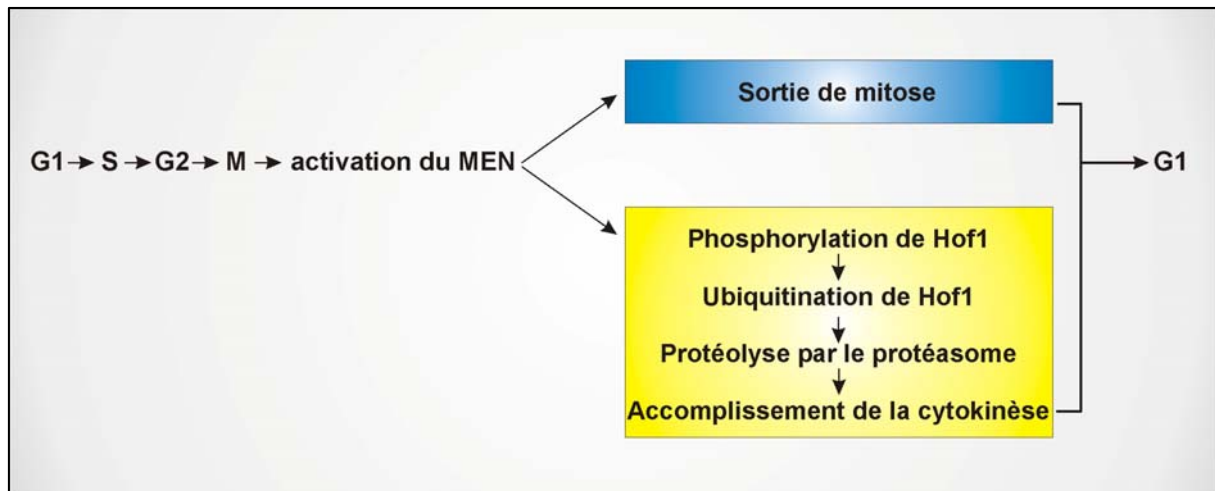 Sortie de mitose
G1 → S → G2 → M → activation du MEN
G1
Phosphorylation de Hof1
Ubiquitination de Hof1
Protéolyse par le protéasome
Accomplissement de la cytokinèse